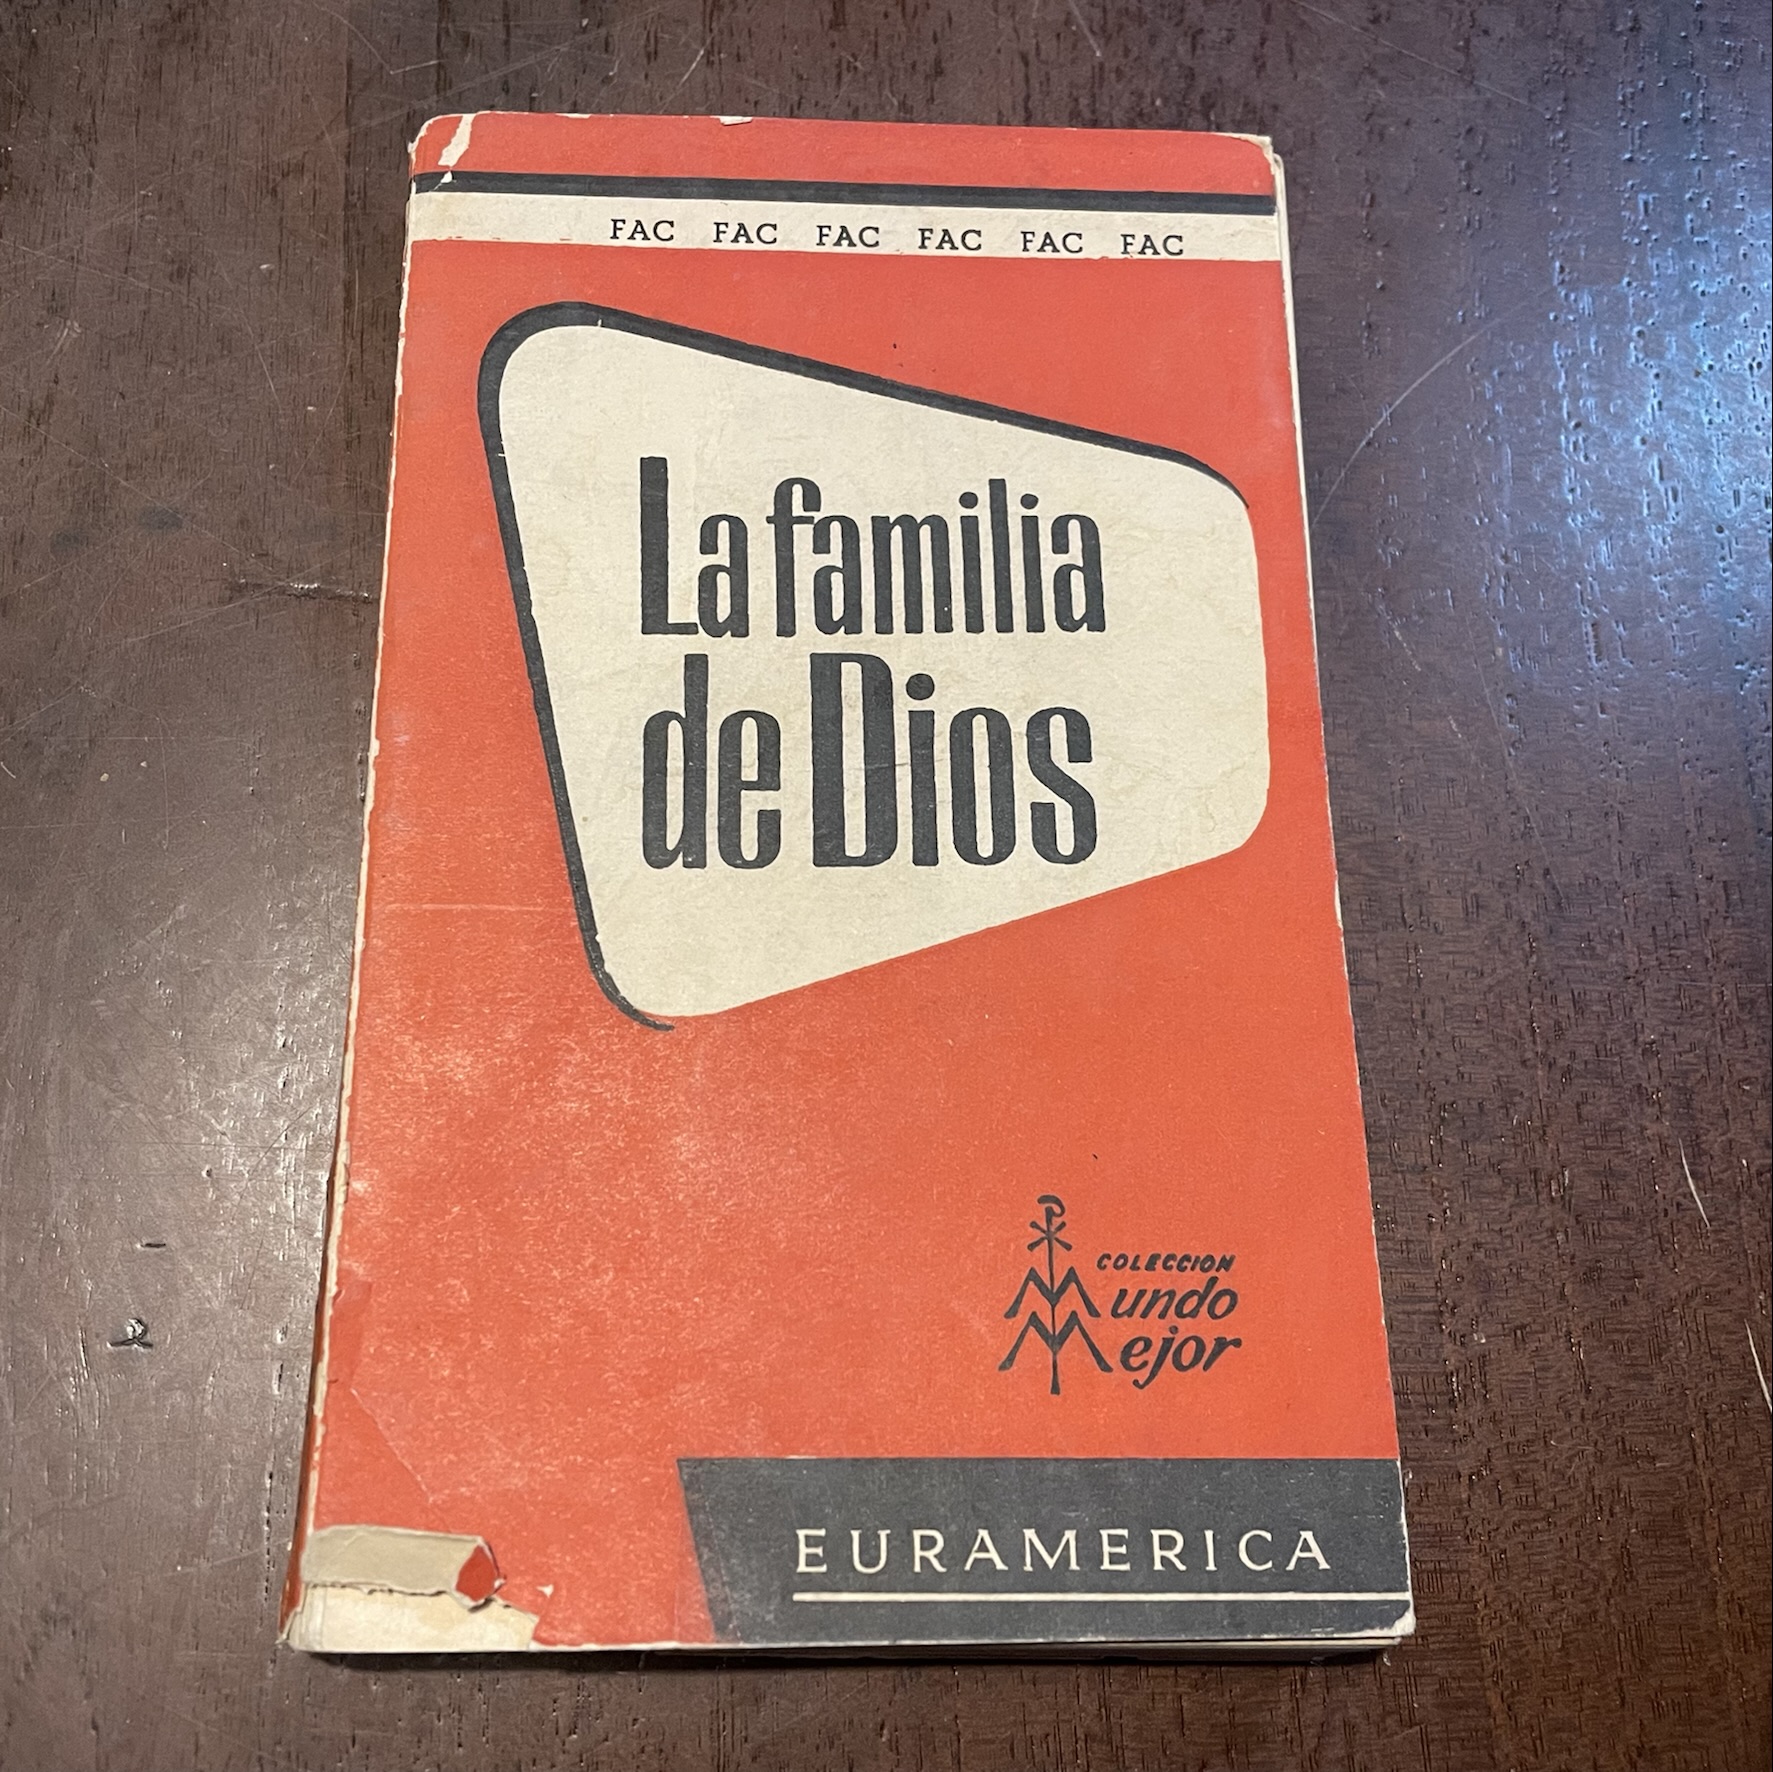 FAC FAC FAC FAC FAC FAC
La familia
de Dios
COLECCION
Mundo
Mejor
EURAMERICA